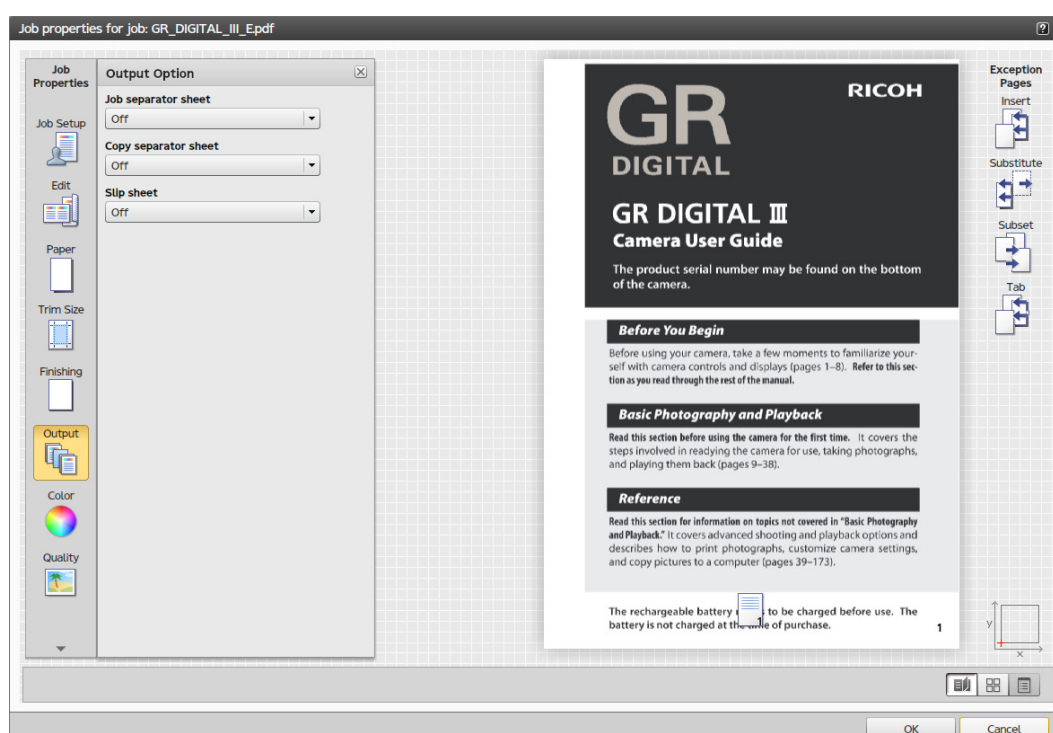 Job properties for job: GR_DIGITAL_III_E.pdf
?
Job
Properties
Job Setup
Edit
Paper
Trim Size
Finishing
Output
Color
Quality
Output Option
Job separator sheet
Off
Copy separator sheet
Off
Slip sheet
Off
GR
DIGITAL
RICOH
GR DIGITAL III
Camera User Guide
The product serial number may be found on the bottom
of the camera.
Before You Begin
Before using your camera, take a few moments to familiarize your-
self with camera controls and displays (pages 1–8). Refer to this sec-
tion as you read through the rest of the manual.
Basic Photography and Playback
Read this section before using the camera for the first time. It covers the
steps involved in readying the camera for use, taking photographs,
and playing them back (pages 9–38).
Reference
Read this section for information on topics not covered in “Basic Photography
and Playback.” It covers advanced shooting and playback options and
describes how to print photographs, customize camera settings,
and copy pictures to a computer (pages 39–173).
The rechargeable battery to be charged before use. The
battery is not charged at the of purchase.
1
1
Exception
Pages
Insert
Substitute
Subset
Tab
y
x
OK
Cancel